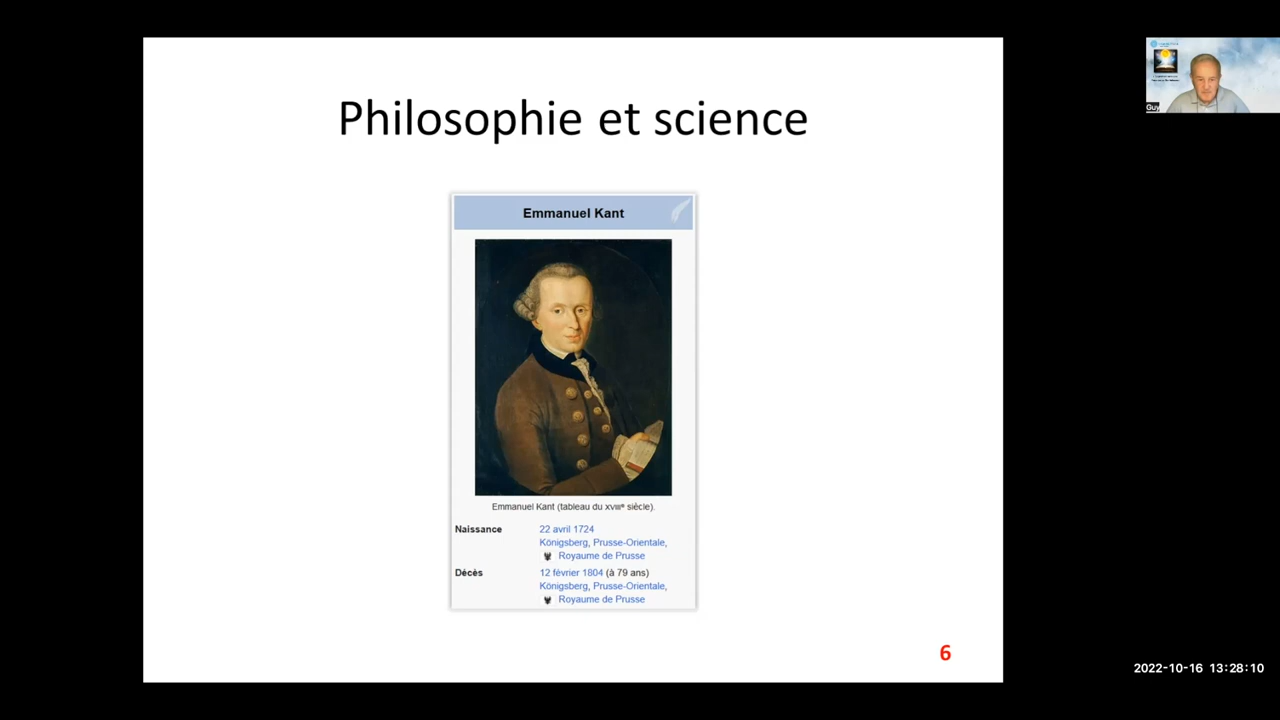 Philosophie et science
Emmanuel Kant
Emmanuel Kant (tableau du XVIIIe siècle).
Naissance
22 avril 1724
Königsberg, Prusse-Orientale,
Royaume de Prusse
Décès
12 février 1804 (à 79 ans)
Königsberg, Prusse-Orientale,
Royaume de Prusse
6
Guy
2022-10-16 13:28:10